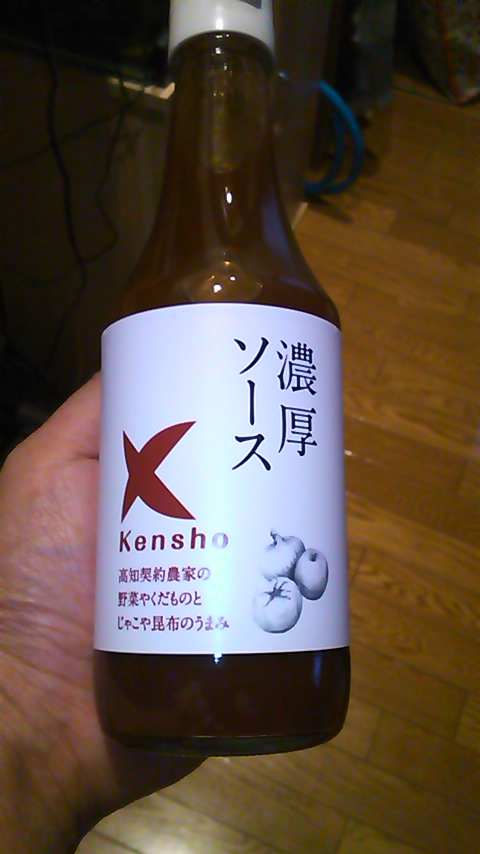 濃厚
ソース
Kensho
高知契約農家の
野菜やくだものと
じゃこや昆布のうまみ